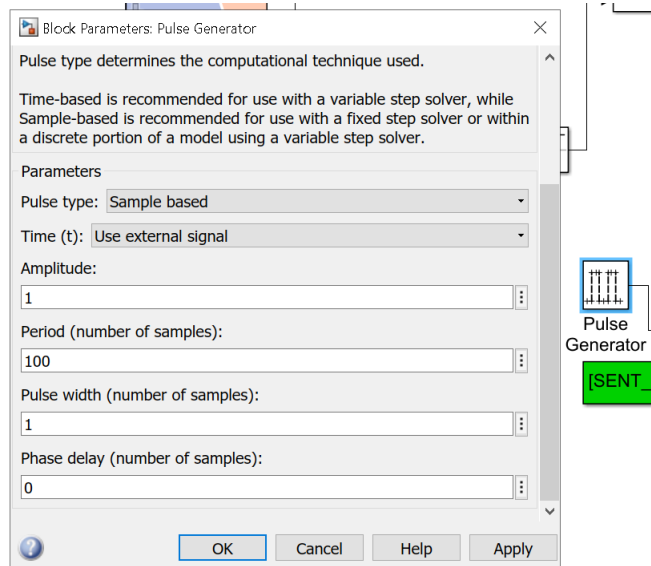 Block Parameters: Pulse Generator
Pulse type determines the computational technique used.
Time-based is recommended for use with a variable step solver, while
Sample-based is recommended for use with a fixed step solver or within
a discrete portion of a model using a variable step solver.
Parameters
Pulse type: Sample based
Time (t): Use external signal
Amplitude:
1
Period (number of samples):
100
Pulse width (number of samples):
1
Phase delay (number of samples):
0
OK Cancel Help Apply
Pulse
Generator
[SENT_